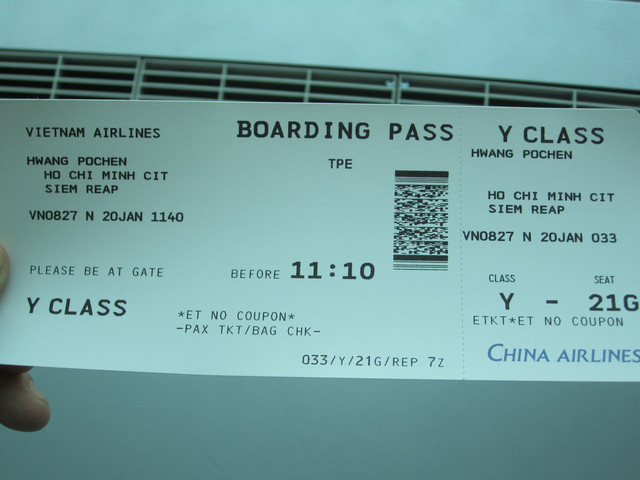 VIETNAM AIRLINES
BOARDING PASS
HWANG POCHEN
HO CHI MINH CIT
SIEM REAP
TPE
VN0827 N 20JAN 1140
PLEASE BE AT GATE
BEFORE 11:10
Y CLASS
*ET NO COUPON*
-PAX TKT/BAG CHK-
033/Y/21G/REP 7Z
Y CLASS
HWANG POCHEN
HO CHI MINH CIT
SIEM REAP
VN0827 N 20JAN 033
CLASS SEAT
Y - 21G
ETKT*ET NO COUPON
CHINA AIRLINES